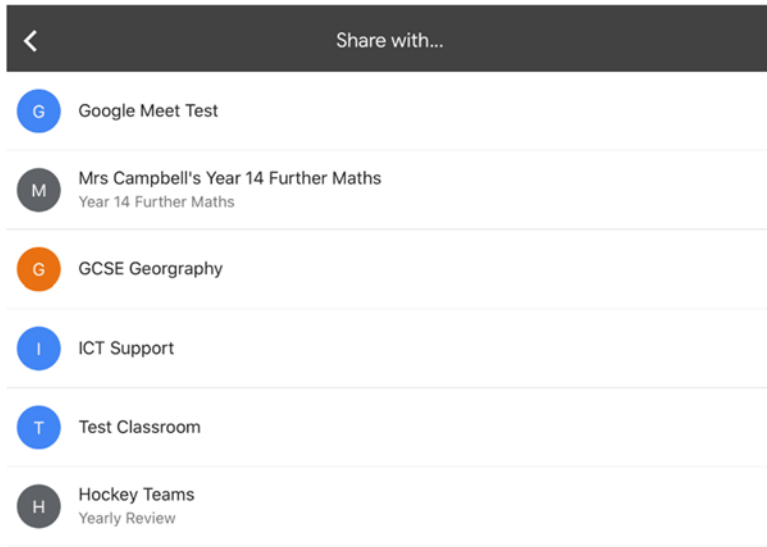 Share with...
G
Google Meet Test
M
Mrs Campbell's Year 14 Further Maths
Year 14 Further Maths
G
GCSE Georgraphy
I
ICT Support
T
Test Classroom
H
Hockey Teams
Yearly Review